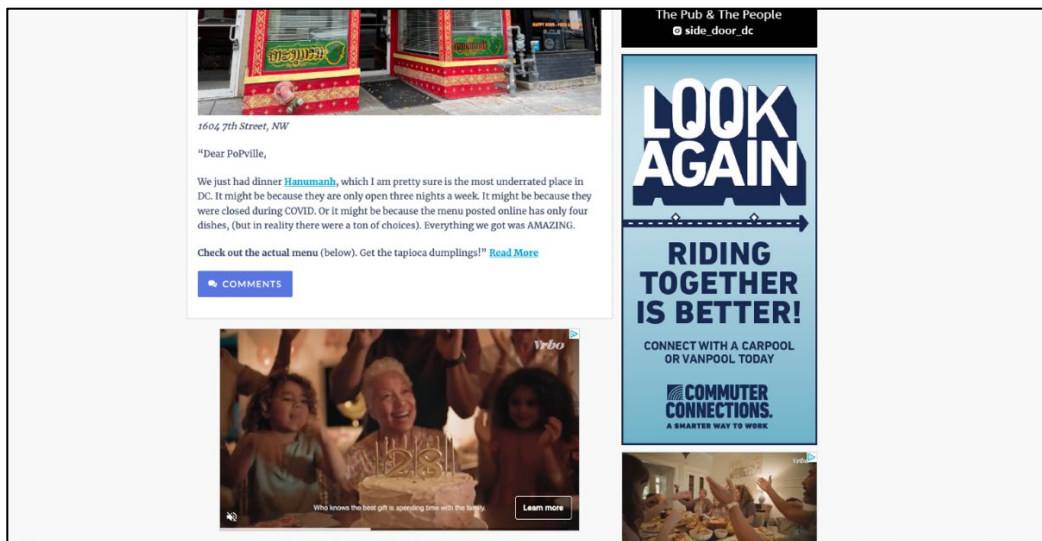 1604 7th Street, NW
“Dear PoPville,
We just had dinner Hanumanh, which I am pretty sure is the most underrated place in
DC. It might be because they are only open three nights a week. It might be because they
were closed during COVID. Or it might be because the menu posted online has only four
dishes, (but in reality there were a ton of choices). Everything we got was AMAZING.
Check out the actual menu (below). Get the tapioca dumplings!” Read More
COMMENTS
Vrbo
28
Who knows the best gift is spending time with the family.
Learn more
The Pub & The People
side_door_dc
LOOK
AGAIN
RIDING
TOGETHER
IS BETTER!
CONNECT WITH A CARPOOL
OR VANPOOL TODAY
COMMUTER
CONNECTIONS.
A SMARTER WAY TO WORK
Vrbo